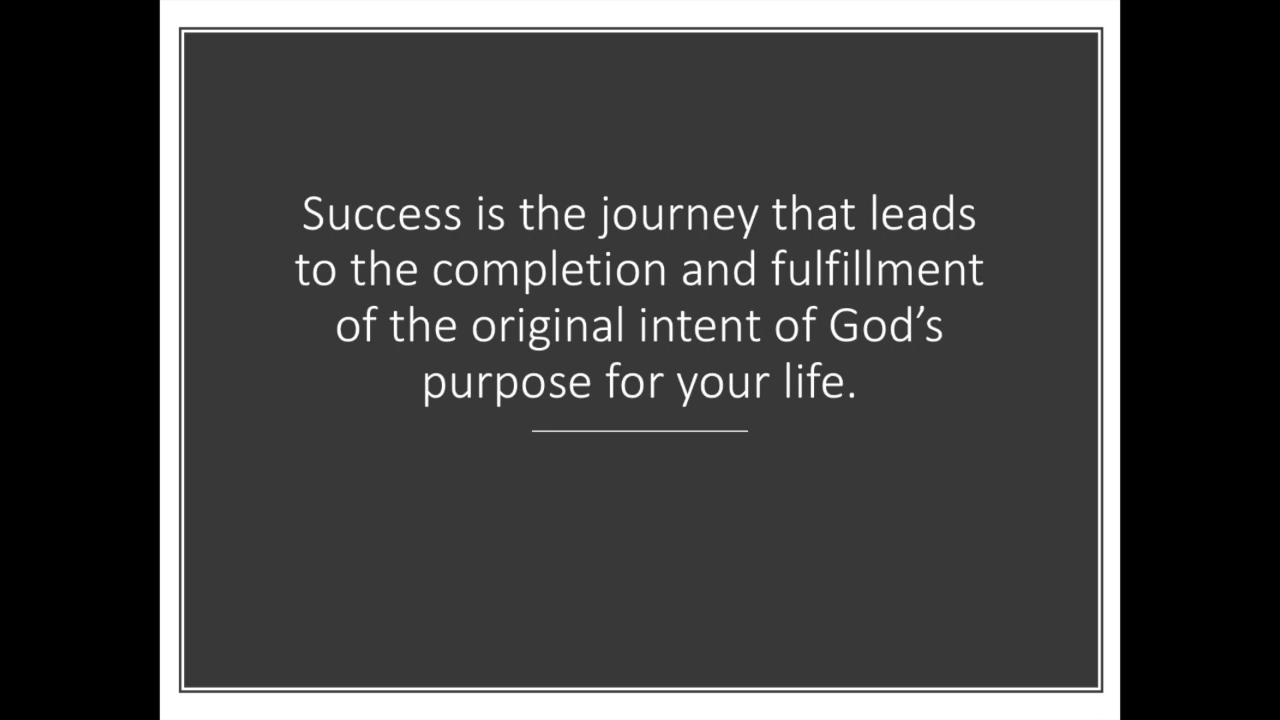 Success is the journey that leads
to the completion and fulfillment
of the original intent of God’s
purpose for your life.